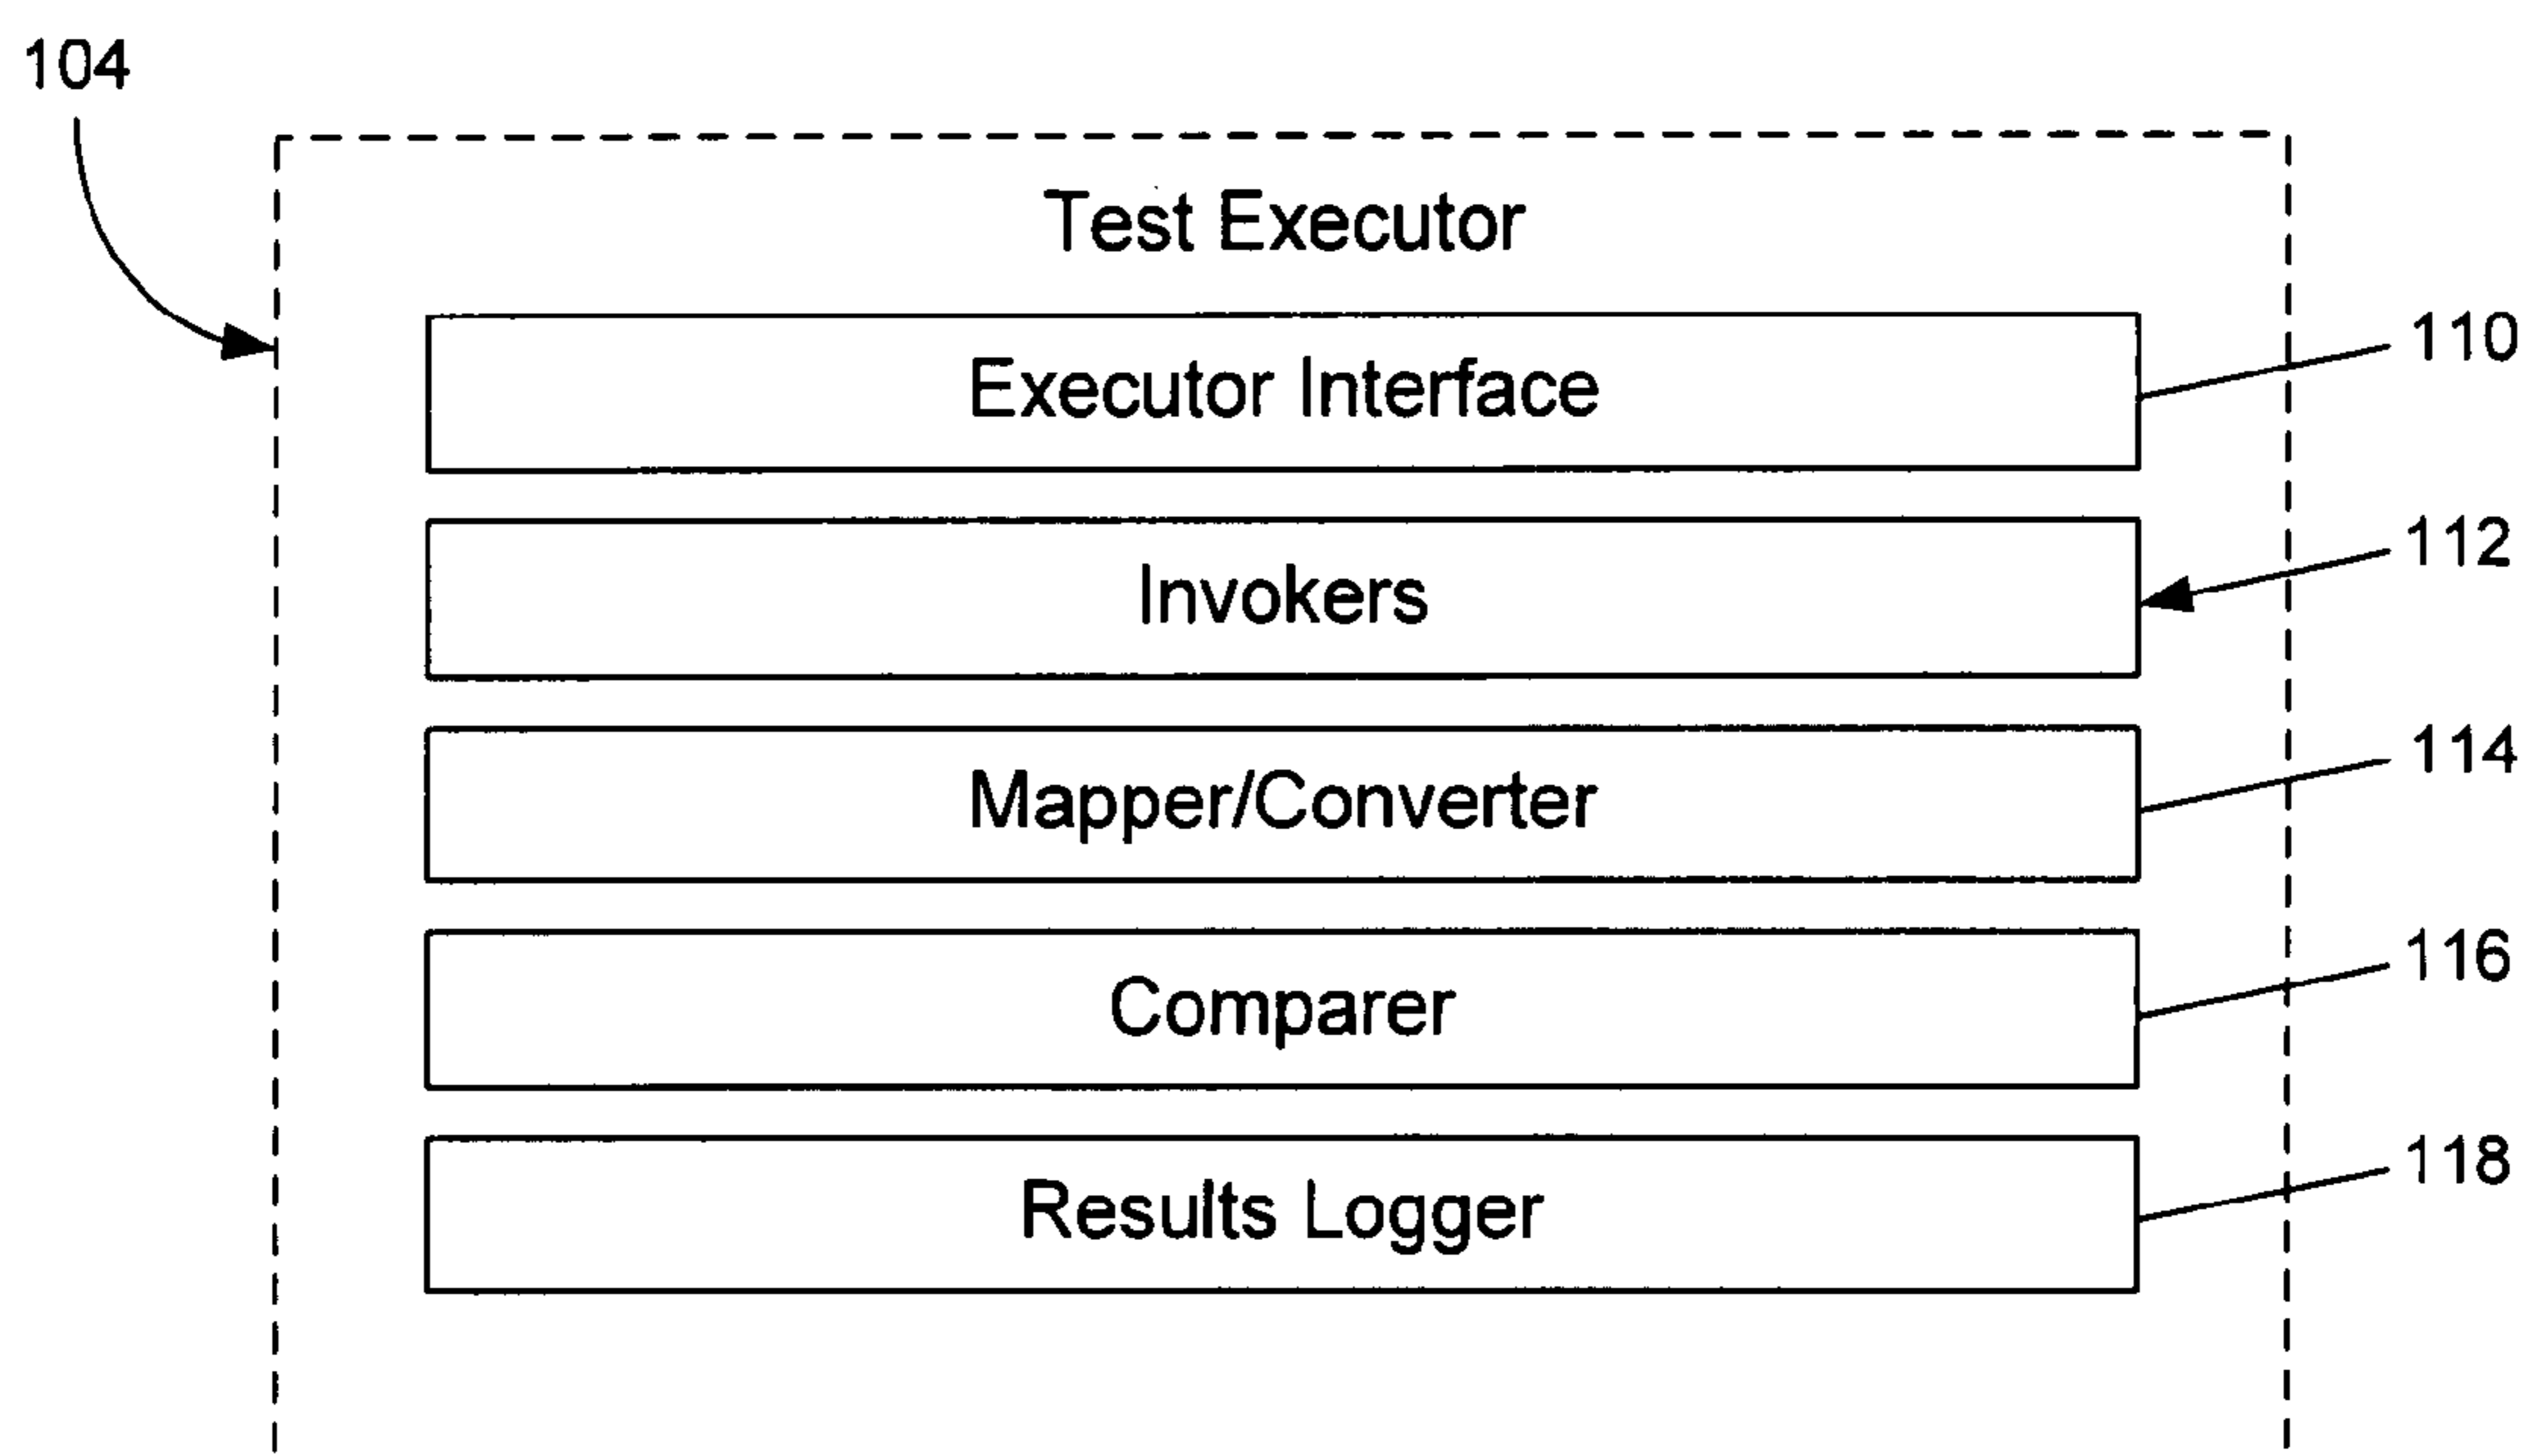 104
Test Executor
Executor Interface
110
Invokers
112
Mapper/Converter
114
Comparer
116
Results Logger
118